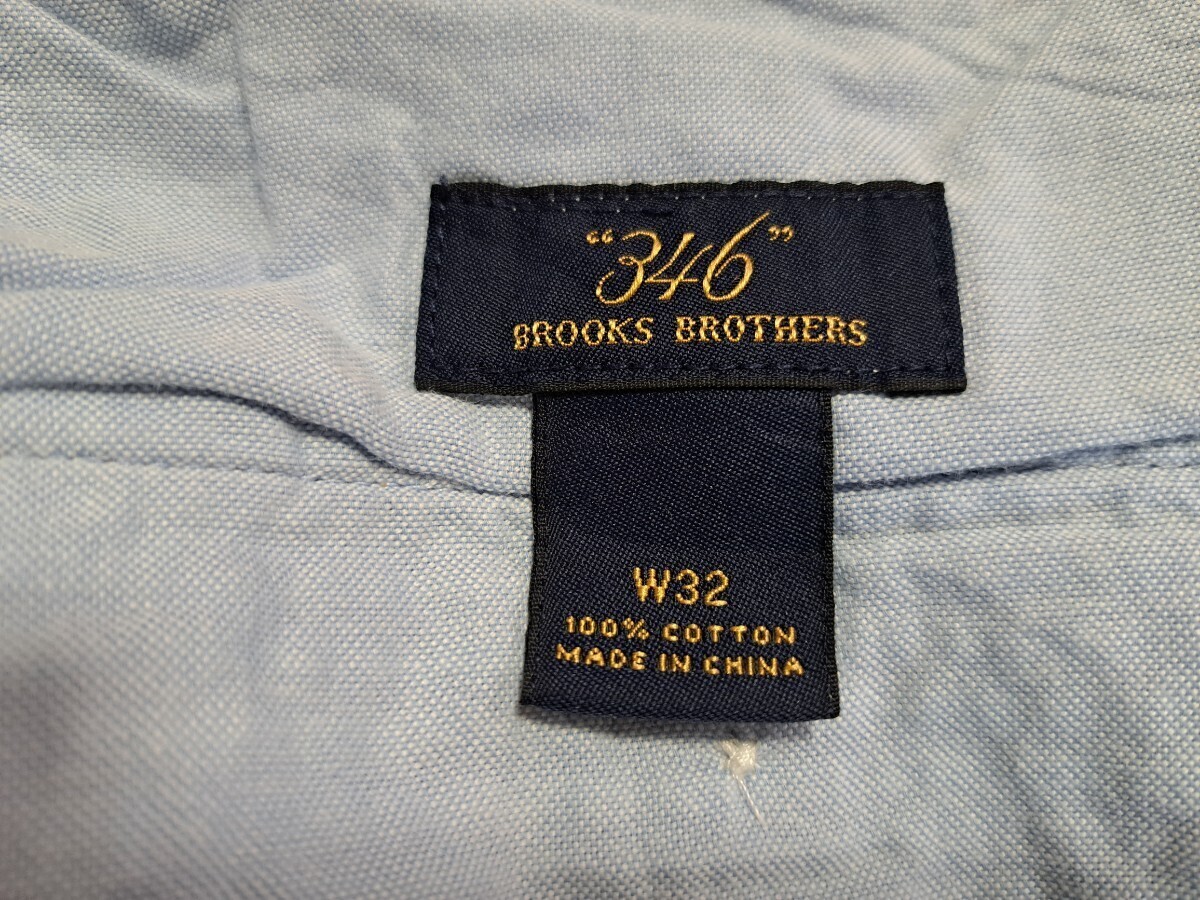 “346”
BROOKS BROTHERS
W32
100% COTTON
MADE IN CHINA